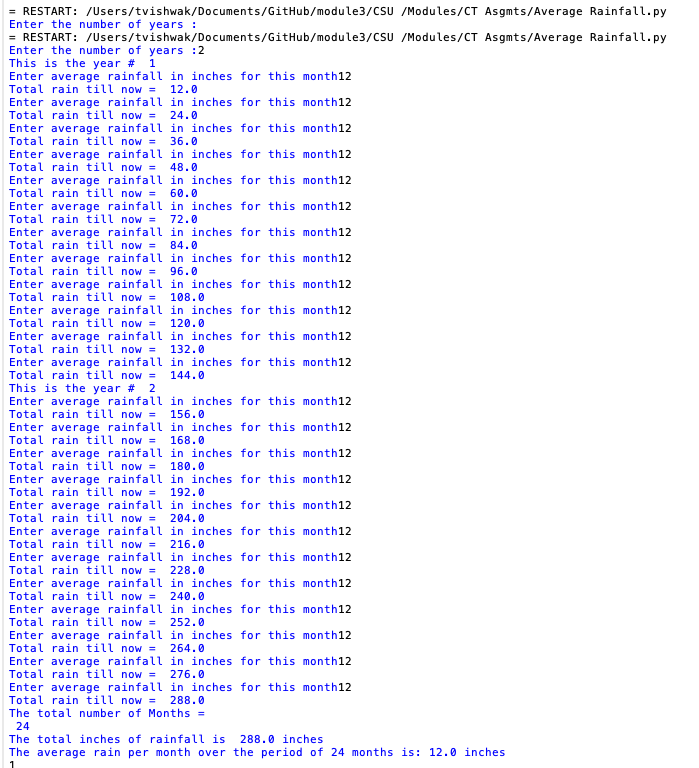 = RESTART: /Users/tvishwak/Documents/GitHub/module3/CSU /Modules/CT Asgmts/Average Rainfall.py
Enter the number of years :
= RESTART: /Users/tvishwak/Documents/GitHub/module3/CSU /Modules/CT Asgmts/Average Rainfall.py
Enter the number of years :2
This is the year #  1
Enter average rainfall in inches for this month12
Total rain till now =  12.0
Enter average rainfall in inches for this month12
Total rain till now =  24.0
Enter average rainfall in inches for this month12
Total rain till now =  36.0
Enter average rainfall in inches for this month12
Total rain till now =  48.0
Enter average rainfall in inches for this month12
Total rain till now =  60.0
Enter average rainfall in inches for this month12
Total rain till now =  72.0
Enter average rainfall in inches for this month12
Total rain till now =  84.0
Enter average rainfall in inches for this month12
Total rain till now =  96.0
Enter average rainfall in inches for this month12
Total rain till now =  108.0
Enter average rainfall in inches for this month12
Total rain till now =  120.0
Enter average rainfall in inches for this month12
Total rain till now =  132.0
Enter average rainfall in inches for this month12
Total rain till now =  144.0
This is the year #  2
Enter average rainfall in inches for this month12
Total rain till now =  156.0
Enter average rainfall in inches for this month12
Total rain till now =  168.0
Enter average rainfall in inches for this month12
Total rain till now =  180.0
Enter average rainfall in inches for this month12
Total rain till now =  192.0
Enter average rainfall in inches for this month12
Total rain till now =  204.0
Enter average rainfall in inches for this month12
Total rain till now =  216.0
Enter average rainfall in inches for this month12
Total rain till now =  228.0
Enter average rainfall in inches for this month12
Total rain till now =  240.0
Enter average rainfall in inches for this month12
Total rain till now =  252.0
Enter average rainfall in inches for this month12
Total rain till now =  264.0
Enter average rainfall in inches for this month12
Total rain till now =  276.0
Enter average rainfall in inches for this month12
Total rain till now =  288.0
The total number of Months =
 24
The total inches of rainfall is  288.0 inches
The average rain per month over the period of 24 months is: 12.0 inches